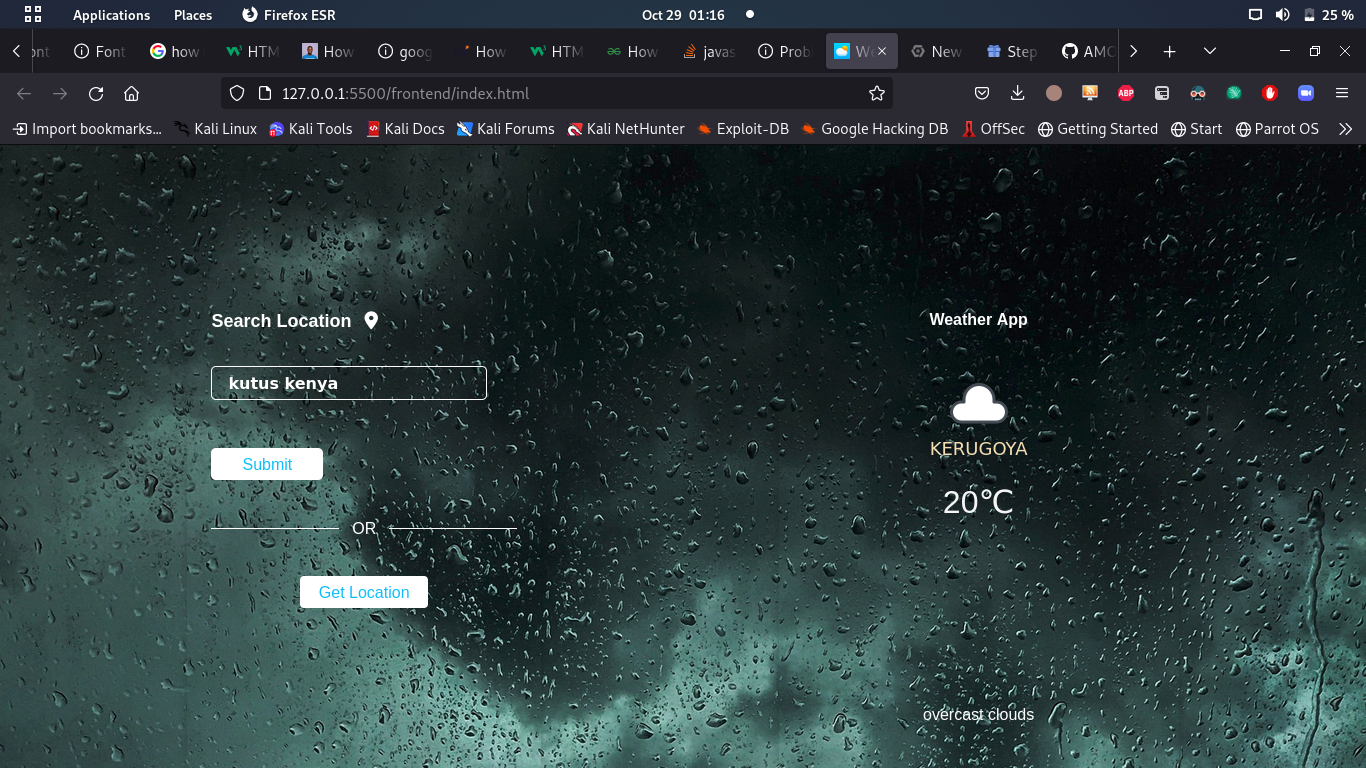 Applications Places Firefox ESR Oct 29 01:16 25 %
ont Font how HTM How goog How HTM How javas Prob We New Step AMC
127.0.0.1:5500/frontend/index.html ABP
Import bookmarks... Kali Linux Kali Tools Kali Docs Kali Forums Kali NetHunter Exploit-DB Google Hacking DB OffSec Getting Started Start Parrot OS
Search Location
Weather App
kutus kenya
KERUGOYA
Submit
20℃
OR
Get Location
overcast clouds